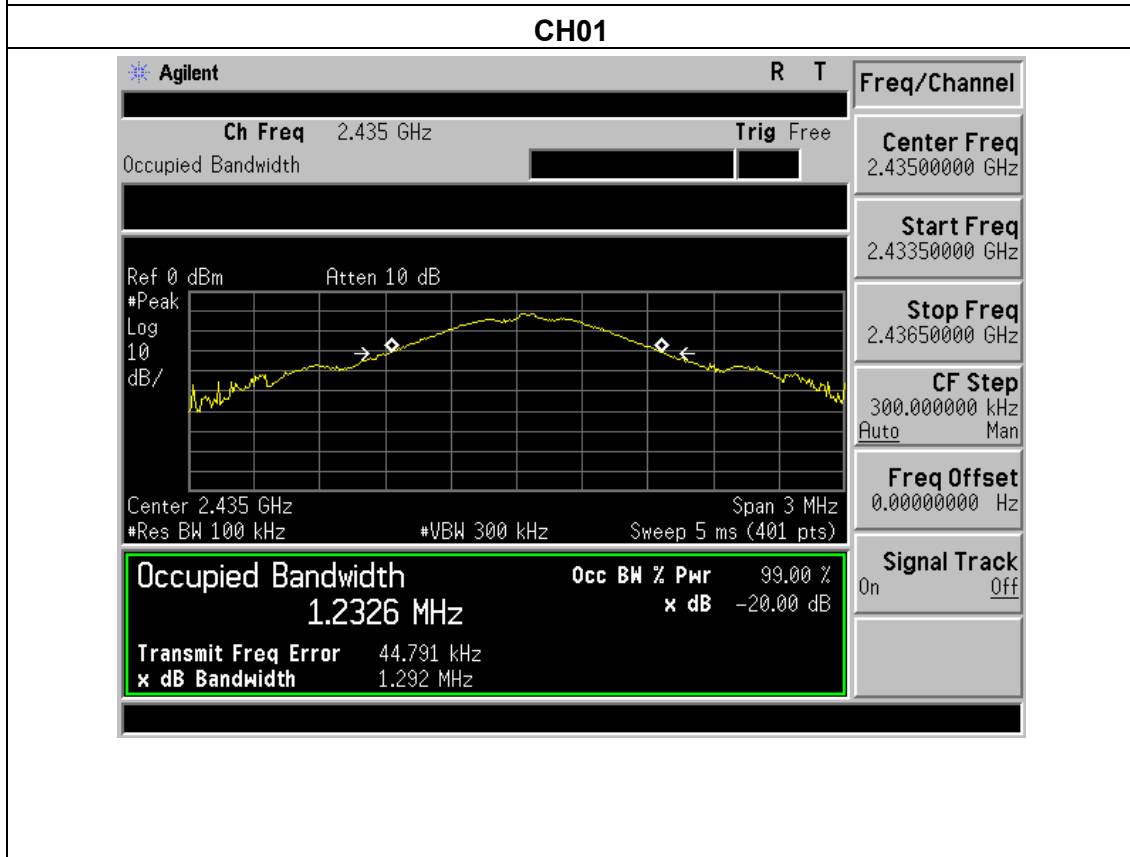 CH01
Agilent R T
Freq/Channel
Ch Freq 2.435 GHz Trig Free
Occupied Bandwidth
Center Freq
2.43500000 GHz
Start Freq
2.43350000 GHz
Stop Freq
2.43650000 GHz
CF Step
300.000000 kHz
Auto Man
Freq Offset
0.00000000 Hz
Signal Track
On Off
Ref 0 dBm Atten 10 dB
#Peak
Log
10
dB/
Center 2.435 GHz Span 3 MHz
#Res BW 100 kHz #VBW 300 kHz Sweep 5 ms (401 pts)
Occupied Bandwidth Occ BW % Pwr 99.00 %
1.2326 MHz x dB -20.00 dB
Transmit Freq Error 44.791 kHz
x dB Bandwidth 1.292 MHz